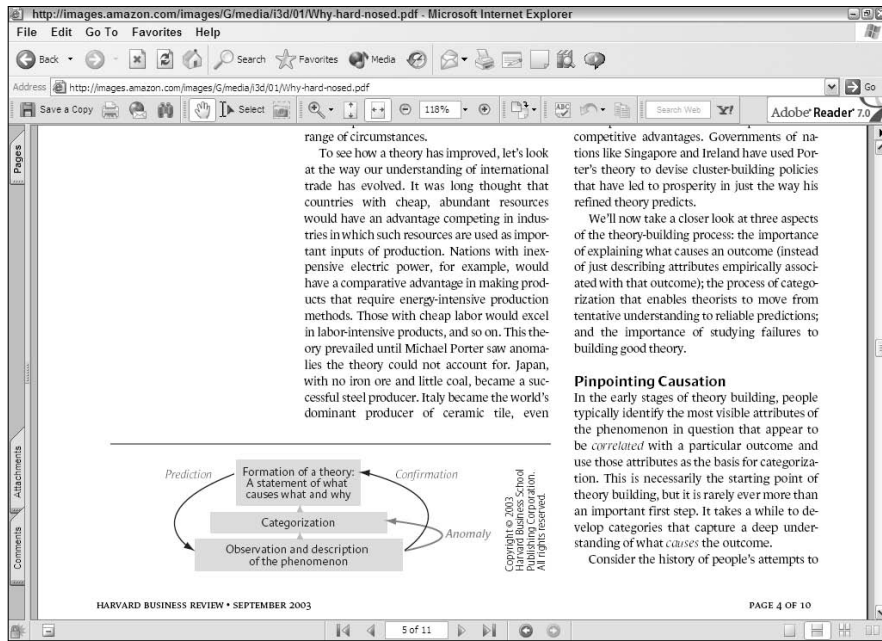 http://images.amazon.com/images/G/media/i3d/01/Why-hard-nosed.pdf - Microsoft Internet Explorer
File Edit Go To Favorites Help
Back Search Favorites Media
Address http://images.amazon.com/images/G/media/i3d/01/Why-hard-nosed.pdf Go
Save a Copy Select 118% Search Web Y! Adobe Reader 7.0
Pages
Attachments
Comments
range of circumstances.
To see how a theory has improved, let's look
at the way our understanding of international
trade has evolved. It was long thought that
countries with cheap, abundant resources
would have an advantage competing in indus-
tries in which such resources are used as impor-
tant inputs of production. Nations with inex-
pensive electric power, for example, would
have a comparative advantage in making prod-
ucts that require energy-intensive production
methods. Those with cheap labor would excel
in labor-intensive products, and so on. This the-
ory prevailed until Michael Porter saw anoma-
lies the theory could not account for. Japan,
with no iron ore and little coal, became a suc-
cessful steel producer. Italy became the world's
dominant producer of ceramic tile, even
competitive advantages. Governments of na-
tions like Singapore and Ireland have used Por-
ter's theory to devise cluster-building policies
that have led to prosperity in just the way his
refined theory predicts.
We'll now take a closer look at three aspects
of the theory-building process: the importance
of explaining what causes an outcome (instead
of just describing attributes empirically associ-
ated with that outcome); the process of catego-
rization that enables theorists to move from
tentative understanding to reliable predictions;
and the importance of studying failures to
building good theory.
Pinpointing Causation
In the early stages of theory building, people
typically identify the most visible attributes of
the phenomenon in question that appear to
be correlated with a particular outcome and
use those attributes as the basis for categoriza-
tion. This is necessarily the starting point of
theory building, but it is rarely ever more than
an important first step. It takes a while to de-
velop categories that capture a deep under-
standing of what causes the outcome.
Consider the history of people's attempts to
Prediction
Formation of a theory:
A statement of what
causes what and why
Confirmation
Categorization
Anomaly
Observation and description
of the phenomenon
Copyright © 2003
Harvard Business School
Publishing Corporation.
All rights reserved.
HARVARD BUSINESS REVIEW • SEPTEMBER 2003
PAGE 4 OF 10
5 of 11